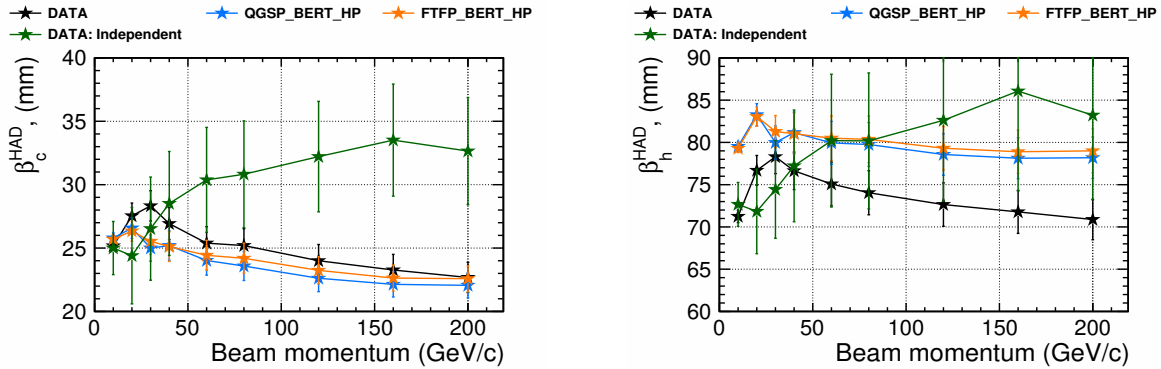 DATA QGSP_BERT_HP FTFP_BERT_HP
DATA: Independent
β_c^HAD, (mm)
40
35
30
25
20
0 50 100 150 200
Beam momentum (GeV/c)
DATA QGSP_BERT_HP FTFP_BERT_HP
DATA: Independent
β_h^HAD, (mm)
90
85
80
75
70
65
60
0 50 100 150 200
Beam momentum (GeV/c)